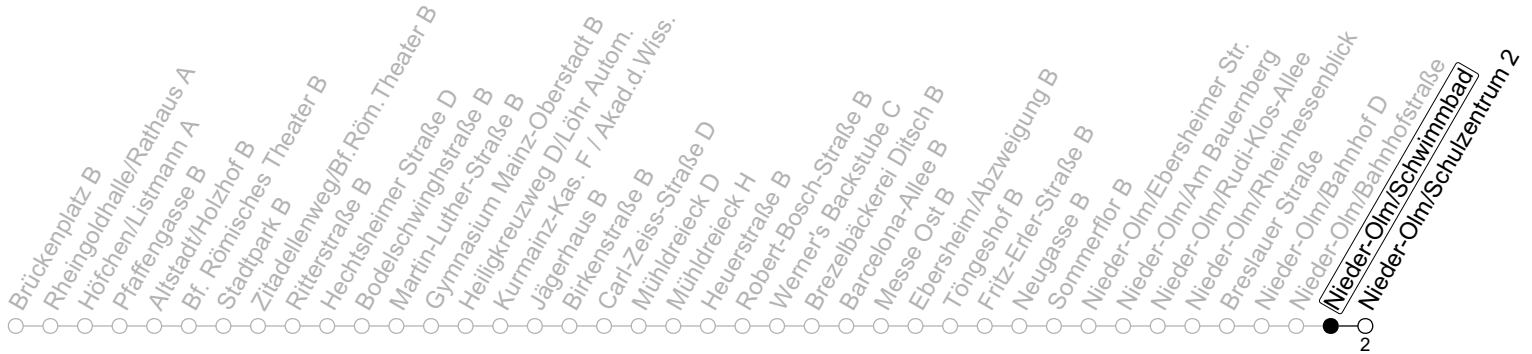 Brückenplatz B
Rheingoldhalle/Rathaus A
Höfchen/Listmann A
Pfaffengasse B
Altstadt/Holzhof B
Bf. Römisches Theater B
Stadtpark B
Zitadellenweg/Bf.Röm.Theater B
Ritterstraße B
Hechtsheimer Straße D
Bodelschwinghstraße B
Martin-Luther-Straße B
Gymnasium Mainz-Oberstadt B
Heiligkreuzweg D/Löhr Autom.
Kurmainz-Kas. F / Akad.d.Wiss.
Jägerhaus B
Birkenstraße B
Carl-Zeiss-Straße D
Mühldreieck D
Mühldreieck H
Heuerstraße B
Robert-Bosch-Straße B
Werner's Backstube C
Brezelbäckerei Ditsch B
Barcelona-Allee B
Messe Ost B
Ebersheim/Abzweigung B
Töngeshof B
Fritz-Erler-Straße B
Neugasse B
Sommerflor B
Nieder-Olm/Ebersheimer Str.
Nieder-Olm/Am Bauernberg
Nieder-Olm/Rudi-Klos-Allee
Nieder-Olm/Rheinhessenblick
Breslauer Straße
Nieder-Olm/Bahnhof D
Nieder-Olm/Bahnhofstraße
Nieder-Olm/Schwimmbad
Nieder-Olm/Schulzentrum 2
2